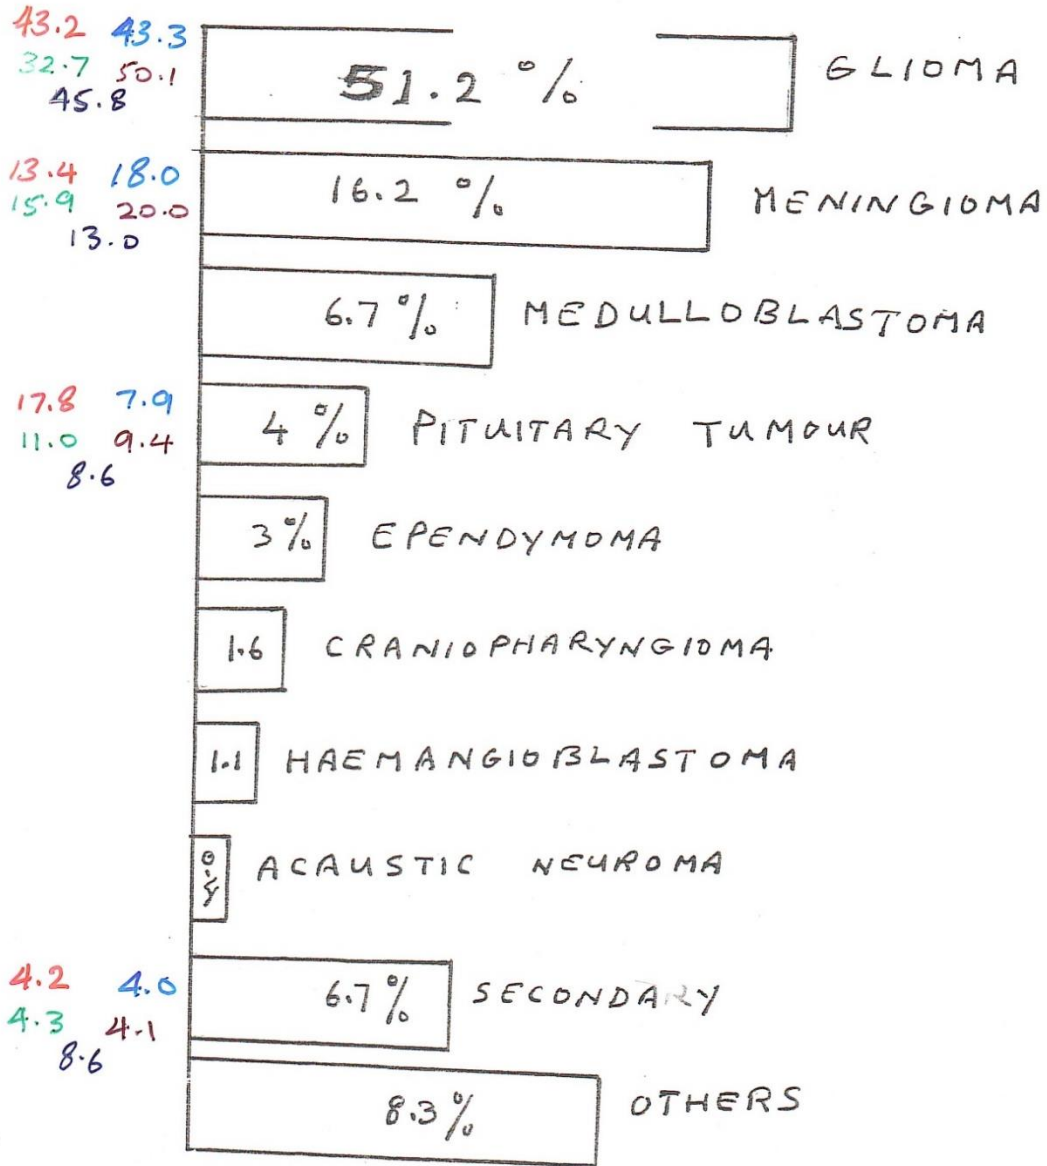 43.2 43.3
32.7 50.1
45.8
51.2 %
GLIOMA
13.4 18.0
15.9 20.0
13.0
16.2 %
MENINGIOMA
6.7 %
MEDULLOBLASTOMA
17.8 7.9
11.0 9.4
8.6
4 %
PITUITARY TUMOUR
3 %
EPENDYMOMA
1.6
CRANIOPHARYNGIOMA
1.1
HAEMANGIOBLASTOMA
ACAUSTIC NEUROMA
4.2 4.0
4.3 4.1
8.6
6.7 %
SECONDARY
8.3 %
OTHERS